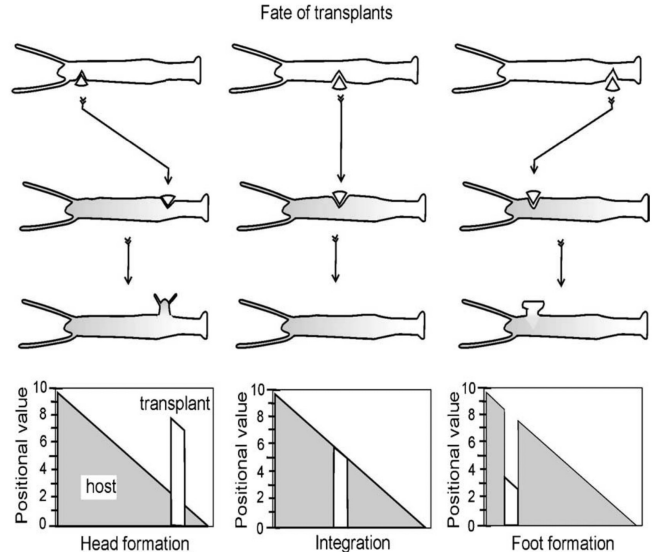 Fate of transplants
Positional value
10
8
6
4
2
0
transplant
host
Head formation
Positional value
10
8
6
4
2
0
Integration
Positional value
10
8
6
4
2
0
Foot formation